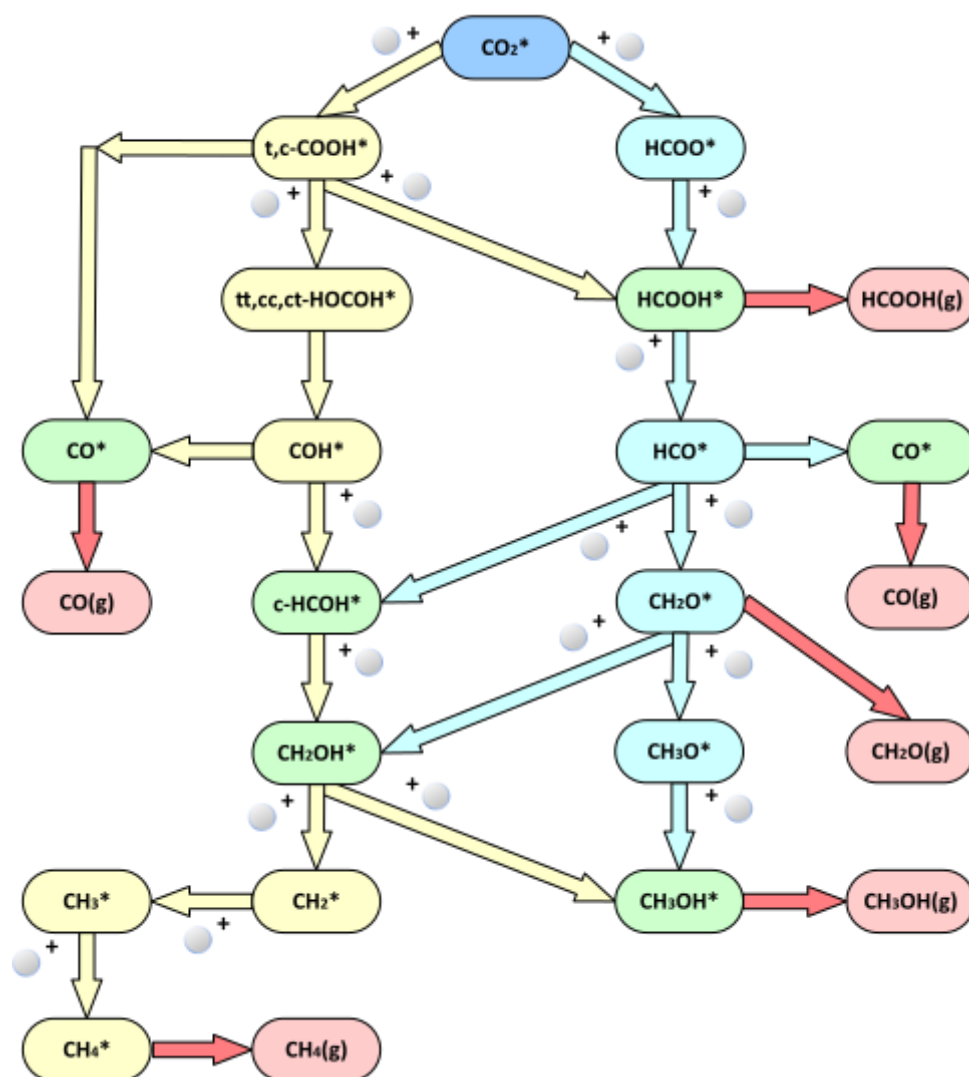 + CO₂* +
t,c-COOH* HCOO*
+ + +
tt,cc,ct-HOCOH* HCOOH* HCOOH(g)
+
CO* COH* HCO* CO*
+ + +
CO(g) c-HCOH* CH₂O* CO(g)
+ + +
CH₂OH* CH₃O* CH₂O(g)
+ + +
CH₃* CH₂* CH₃OH* CH₃OH(g)
+ +
CH₄* CH₄(g)